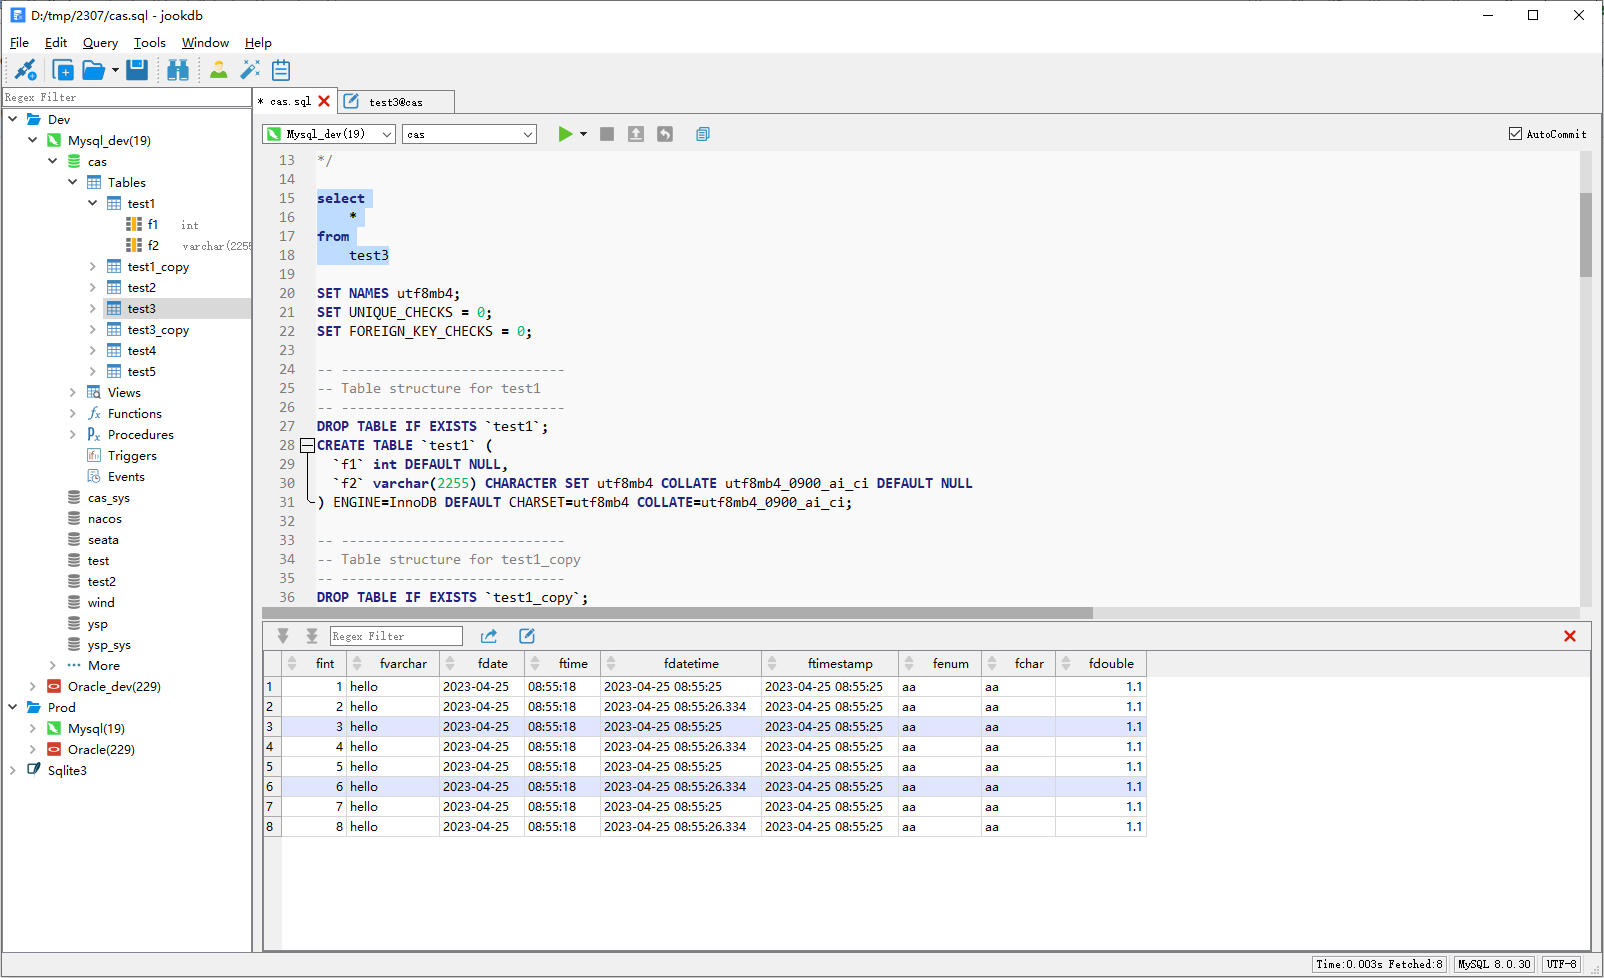 D:/tmp/2307/cas.sql - jookdb
File Edit Query Tools Window Help
Regex Filter
Dev
Mysql_dev(19)
cas
Tables
test1
f1 int
f2 varchar(2255
test1_copy
test2
test3
test3_copy
test4
test5
Views
Functions
Procedures
Triggers
Events
cas_sys
nacos
seata
test
test2
wind
ysp
ysp_sys
More
Oracle_dev(229)
Prod
Mysql(19)
Oracle(229)
Sqlite3
* cas.sql test3@cas
Mysql_dev(19) cas AutoCommit
13 */
14
15 select
16 *
17 from
18 test3
19
20 SET NAMES utf8mb4;
21 SET UNIQUE_CHECKS = 0;
22 SET FOREIGN_KEY_CHECKS = 0;
23
24 -- ----------------------------
25 -- Table structure for test1
26 -- ----------------------------
27 DROP TABLE IF EXISTS `test1`;
28 CREATE TABLE `test1` (
29 `f1` int DEFAULT NULL,
30 `f2` varchar(2255) CHARACTER SET utf8mb4 COLLATE utf8mb4_0900_ai_ci DEFAULT NULL
31 ) ENGINE=InnoDB DEFAULT CHARSET=utf8mb4 COLLATE=utf8mb4_0900_ai_ci;
32
33 -- ----------------------------
34 -- Table structure for test1_copy
35 -- ----------------------------
36 DROP TABLE IF EXISTS `test1_copy`;
Regex Filter
fint fvarchar fdate ftime fdatetime ftimestamp fenum fchar fdouble
1 1 hello 2023-04-25 08:55:18 2023-04-25 08:55:25 2023-04-25 08:55:25 aa aa 1.1
2 2 hello 2023-04-25 08:55:18 2023-04-25 08:55:26.334 2023-04-25 08:55:25 aa aa 1.1
3 3 hello 2023-04-25 08:55:18 2023-04-25 08:55:25 2023-04-25 08:55:25 aa aa 1.1
4 4 hello 2023-04-25 08:55:18 2023-04-25 08:55:26.334 2023-04-25 08:55:25 aa aa 1.1
5 5 hello 2023-04-25 08:55:18 2023-04-25 08:55:25 2023-04-25 08:55:25 aa aa 1.1
6 6 hello 2023-04-25 08:55:18 2023-04-25 08:55:26.334 2023-04-25 08:55:25 aa aa 1.1
7 7 hello 2023-04-25 08:55:18 2023-04-25 08:55:25 2023-04-25 08:55:25 aa aa 1.1
8 8 hello 2023-04-25 08:55:18 2023-04-25 08:55:26.334 2023-04-25 08:55:25 aa aa 1.1
Time:0.003s Fetched:8 MySQL 8.0.30 UTF-8